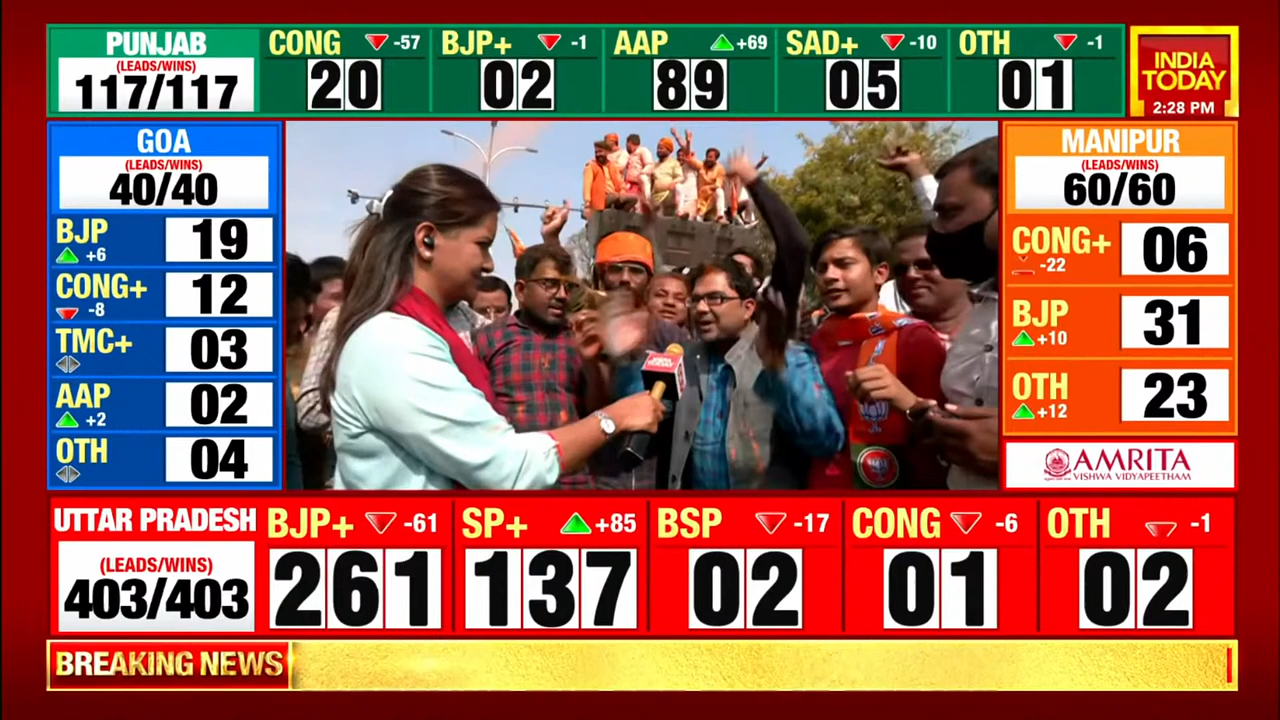 PUNJAB
(LEADS/WINS)
117/117
CONG -57
20
BJP+ -1
02
AAP +69
89
SAD+ -10
05
OTH -1
01
INDIA
TODAY
2:28 PM
GOA
(LEADS/WINS)
40/40
BJP
+6
19
CONG+
-8
12
TMC+
03
AAP
+2
02
OTH
04
INDIA
TODAY
MANIPUR
(LEADS/WINS)
60/60
CONG+
-22
06
BJP
+10
31
OTH
+12
23
AMRITA
VISHWA VIDYAPEETHAM
UTTAR PRADESH
(LEADS/WINS)
403/403
BJP+ -61
261
SP+ +85
137
BSP -17
02
CONG -6
01
OTH -1
02
BREAKING NEWS